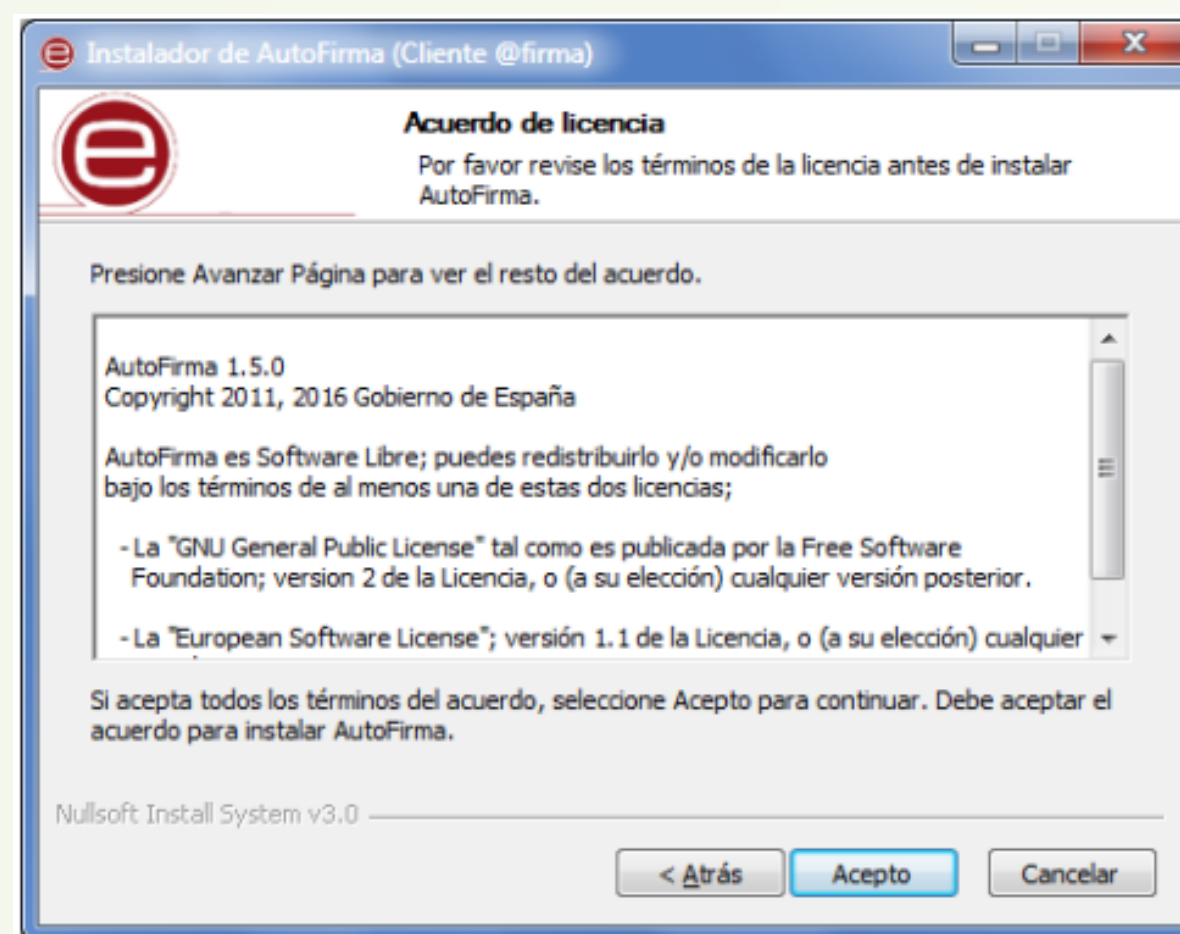 Instalador de AutoFirma (Cliente @firma)
Acuerdo de licencia
Por favor revise los términos de la licencia antes de instalar
AutoFirma.
Presione Avanzar Página para ver el resto del acuerdo.
AutoFirma 1.5.0
Copyright 2011, 2016 Gobierno de España
AutoFirma es Software Libre; puedes redistribuirlo y/o modificarlo
bajo los términos de al menos una de estas dos licencias;
- La "GNU General Public License" tal como es publicada por la Free Software
Foundation; version 2 de la Licencia, o (a su elección) cualquier versión posterior.
- La "European Software License"; versión 1.1 de la Licencia, o (a su elección) cualquier
Si acepta todos los términos del acuerdo, seleccione Acepto para continuar. Debe aceptar el
acuerdo para instalar AutoFirma.
Nullsoft Install System v3.0
< Atrás Acepto Cancelar